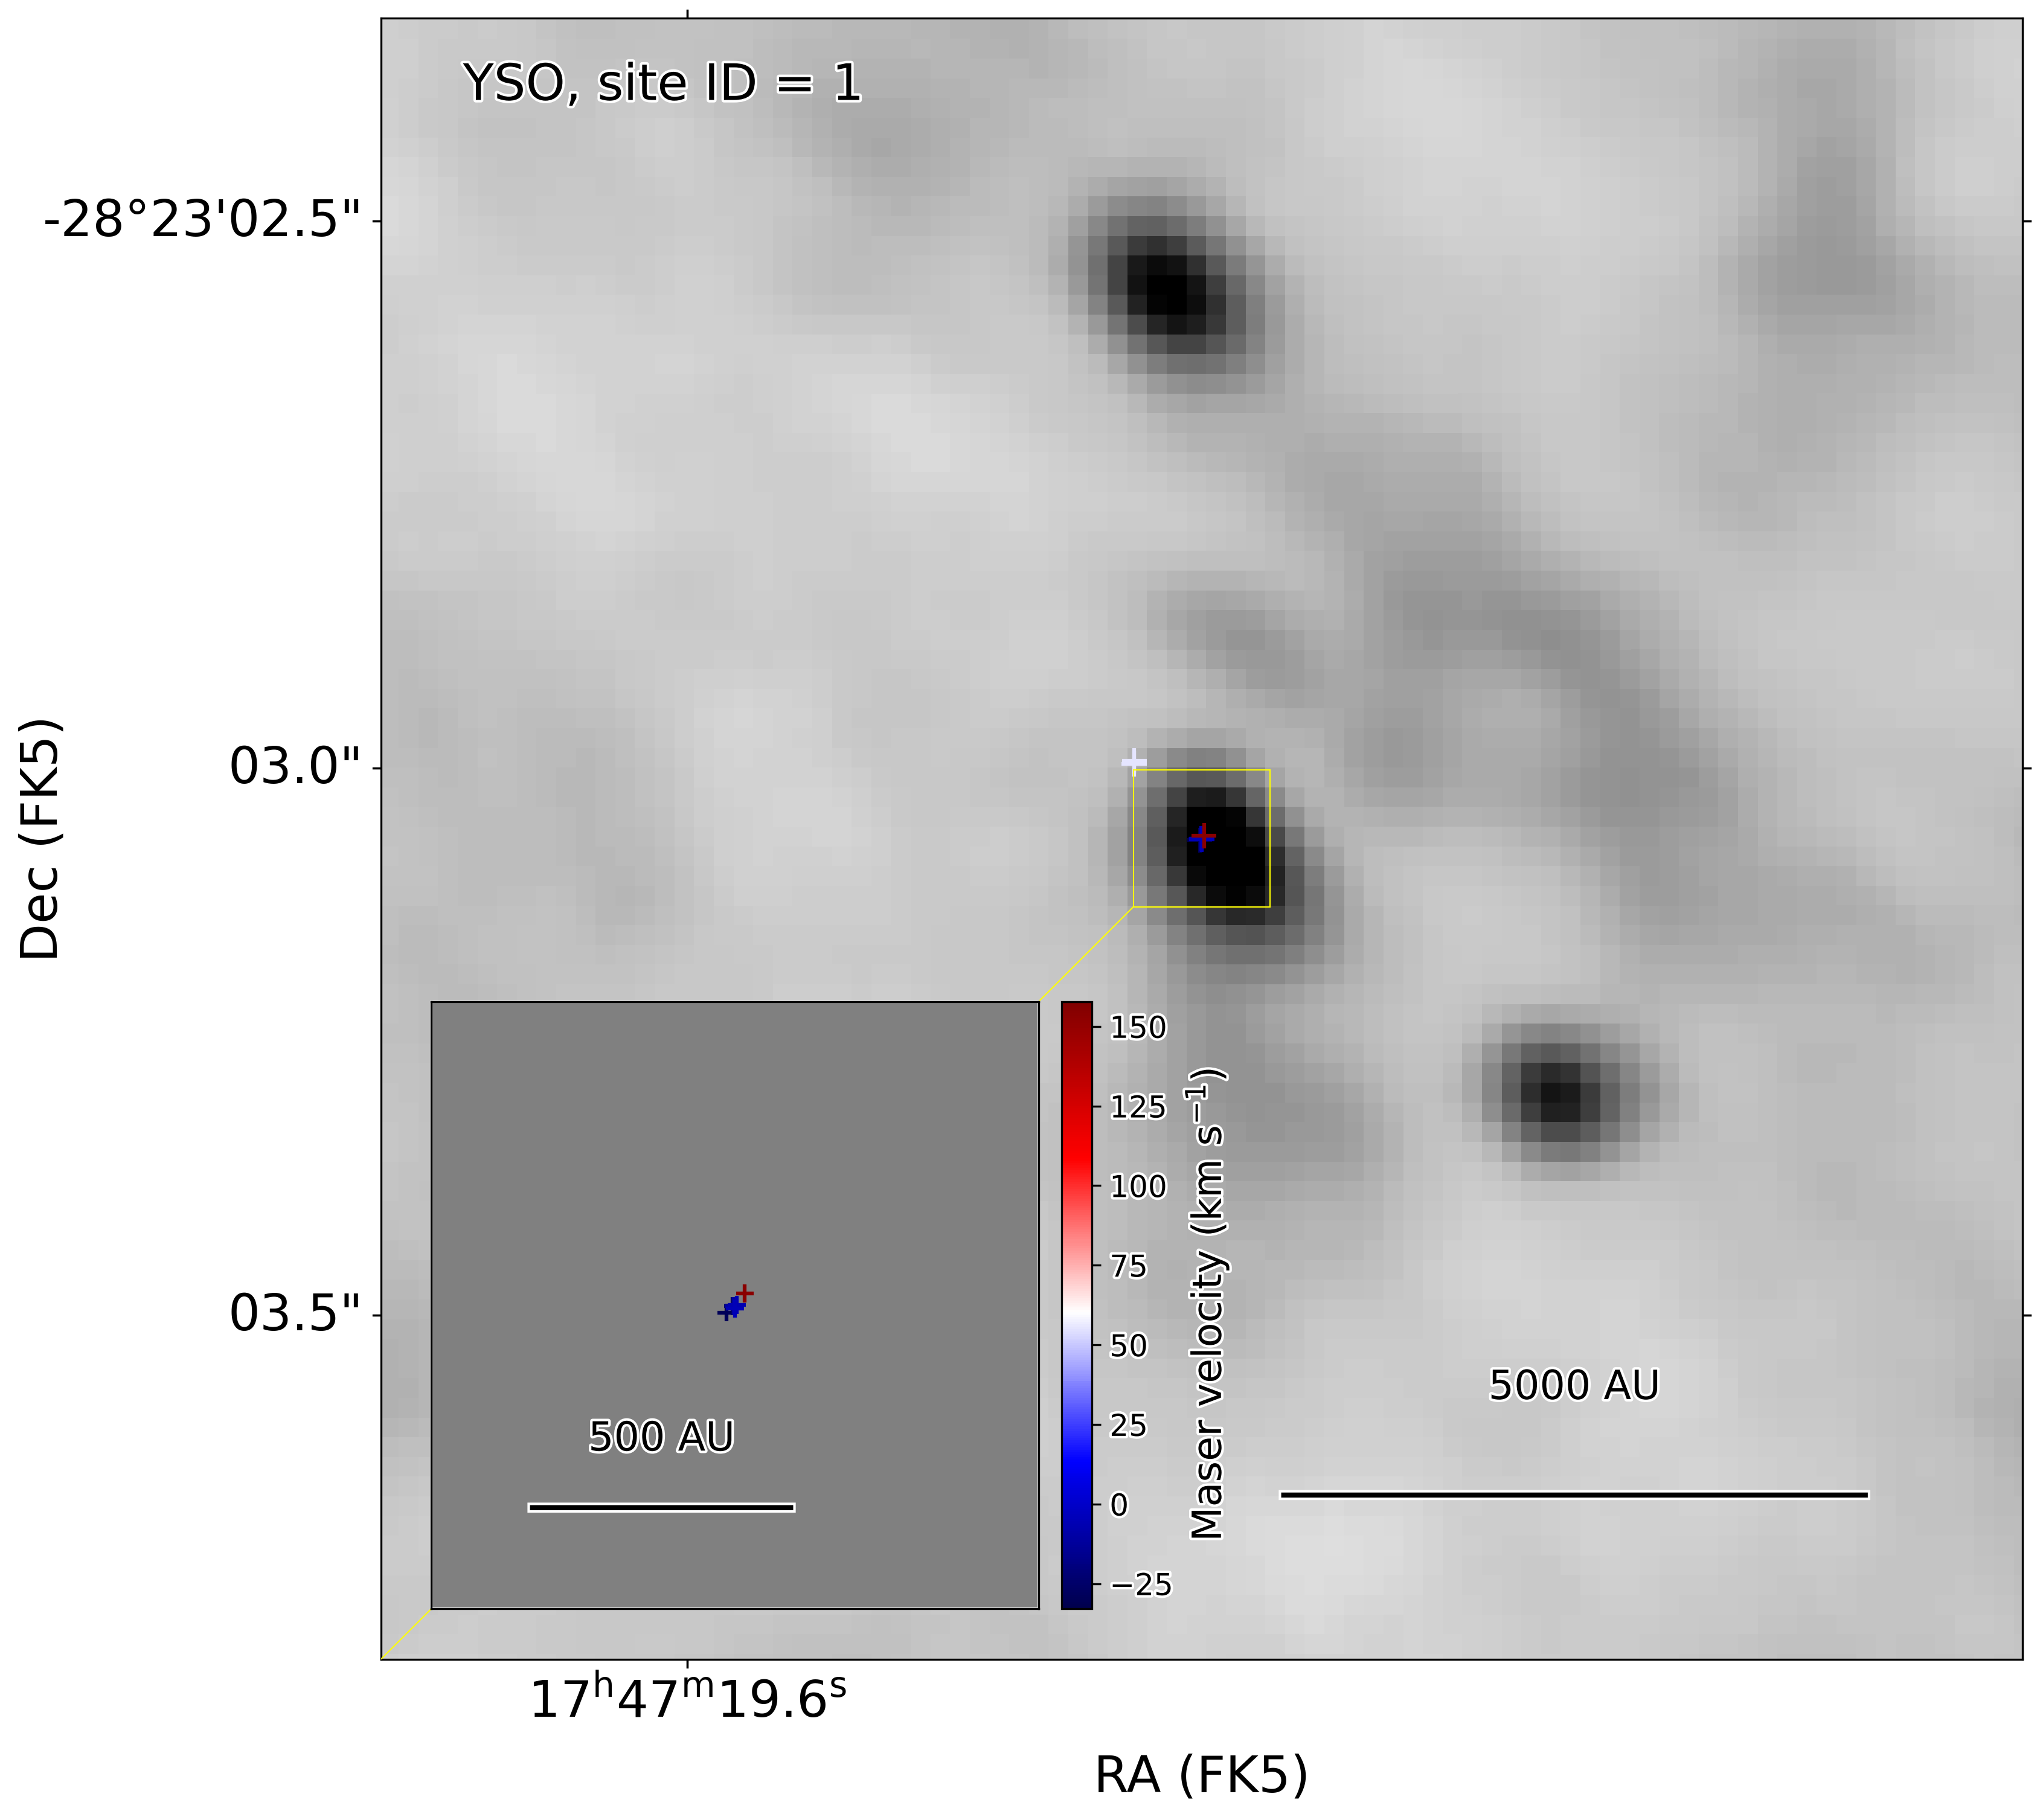 YSO, site ID = 1
-28°23'02.5"
03.0"
03.5"
Dec (FK5)
500 AU
150
125
100
75
50
25
0
−25
Maser velocity (km s⁻¹)
5000 AU
17ʰ47ᵐ19.6ˢ
RA (FK5)